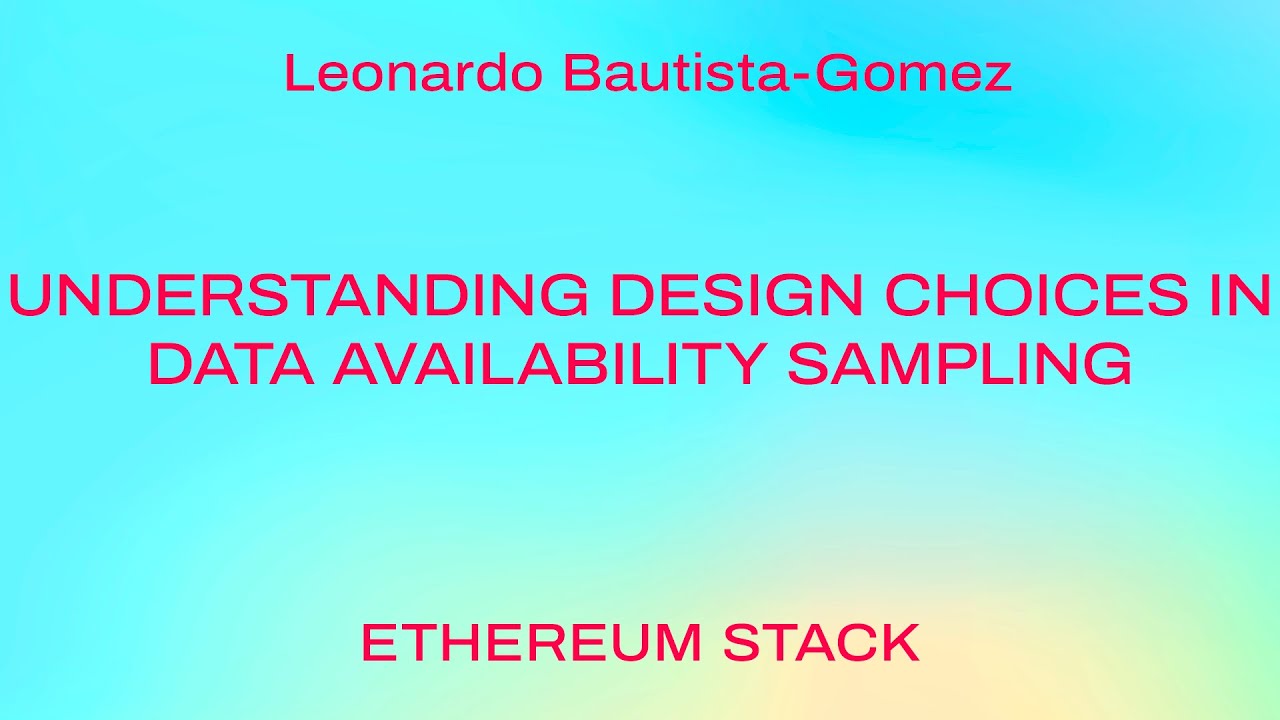 Leonardo Bautista-Gomez
UNDERSTANDING DESIGN CHOICES IN
DATA AVAILABILITY SAMPLING
ETHEREUM STACK